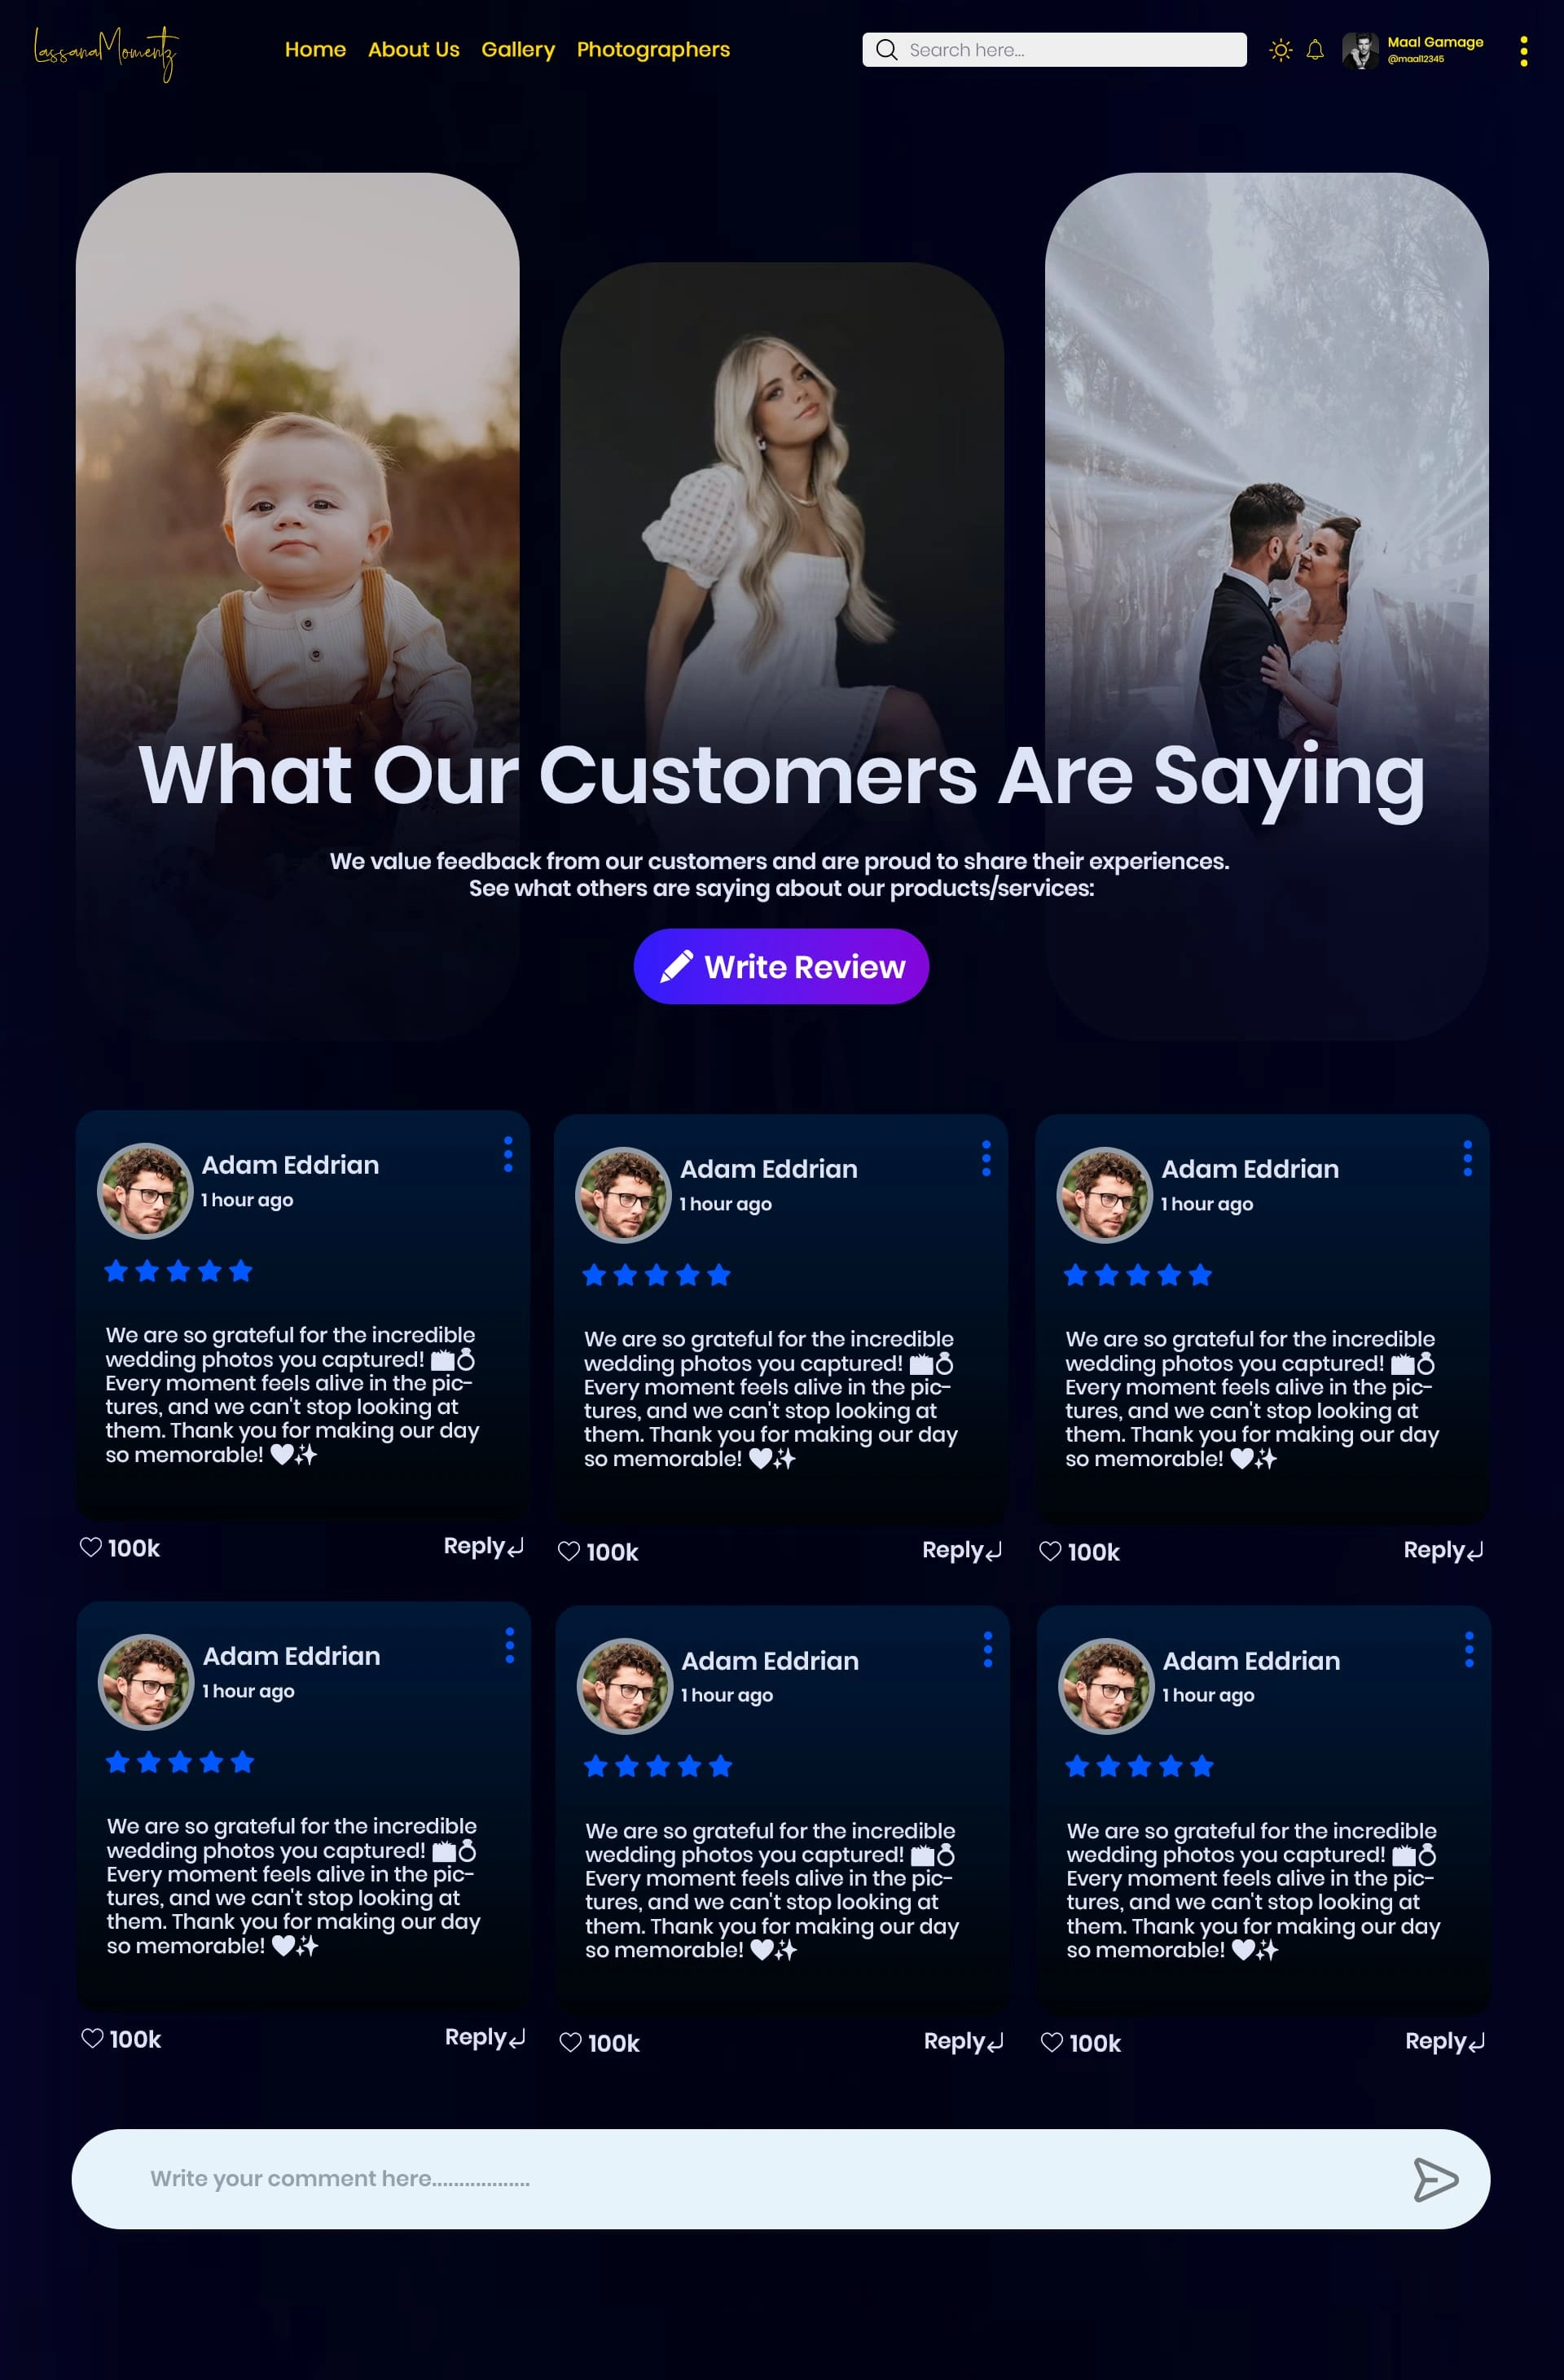 LassanaMomentz
Home About Us Gallery Photographers
Search here...
Maal Gamage
@maal12345
What Our Customers Are Saying
We value feedback from our customers and are proud to share their experiences.
See what others are saying about our products/services:
Write Review
Adam Eddrian
1 hour ago
We are so grateful for the incredible
wedding photos you captured! 📸💍
Every moment feels alive in the pic-
tures, and we can't stop looking at
them. Thank you for making our day
so memorable! 🤍✨
100k Reply
Adam Eddrian
1 hour ago
We are so grateful for the incredible
wedding photos you captured! 📸💍
Every moment feels alive in the pic-
tures, and we can't stop looking at
them. Thank you for making our day
so memorable! 🤍✨
100k Reply
Adam Eddrian
1 hour ago
We are so grateful for the incredible
wedding photos you captured! 📸💍
Every moment feels alive in the pic-
tures, and we can't stop looking at
them. Thank you for making our day
so memorable! 🤍✨
100k Reply
Adam Eddrian
1 hour ago
We are so grateful for the incredible
wedding photos you captured! 📸💍
Every moment feels alive in the pic-
tures, and we can't stop looking at
them. Thank you for making our day
so memorable! 🤍✨
100k Reply
Adam Eddrian
1 hour ago
We are so grateful for the incredible
wedding photos you captured! 📸💍
Every moment feels alive in the pic-
tures, and we can't stop looking at
them. Thank you for making our day
so memorable! 🤍✨
100k Reply
Adam Eddrian
1 hour ago
We are so grateful for the incredible
wedding photos you captured! 📸💍
Every moment feels alive in the pic-
tures, and we can't stop looking at
them. Thank you for making our day
so memorable! 🤍✨
100k Reply
Write your comment here..................